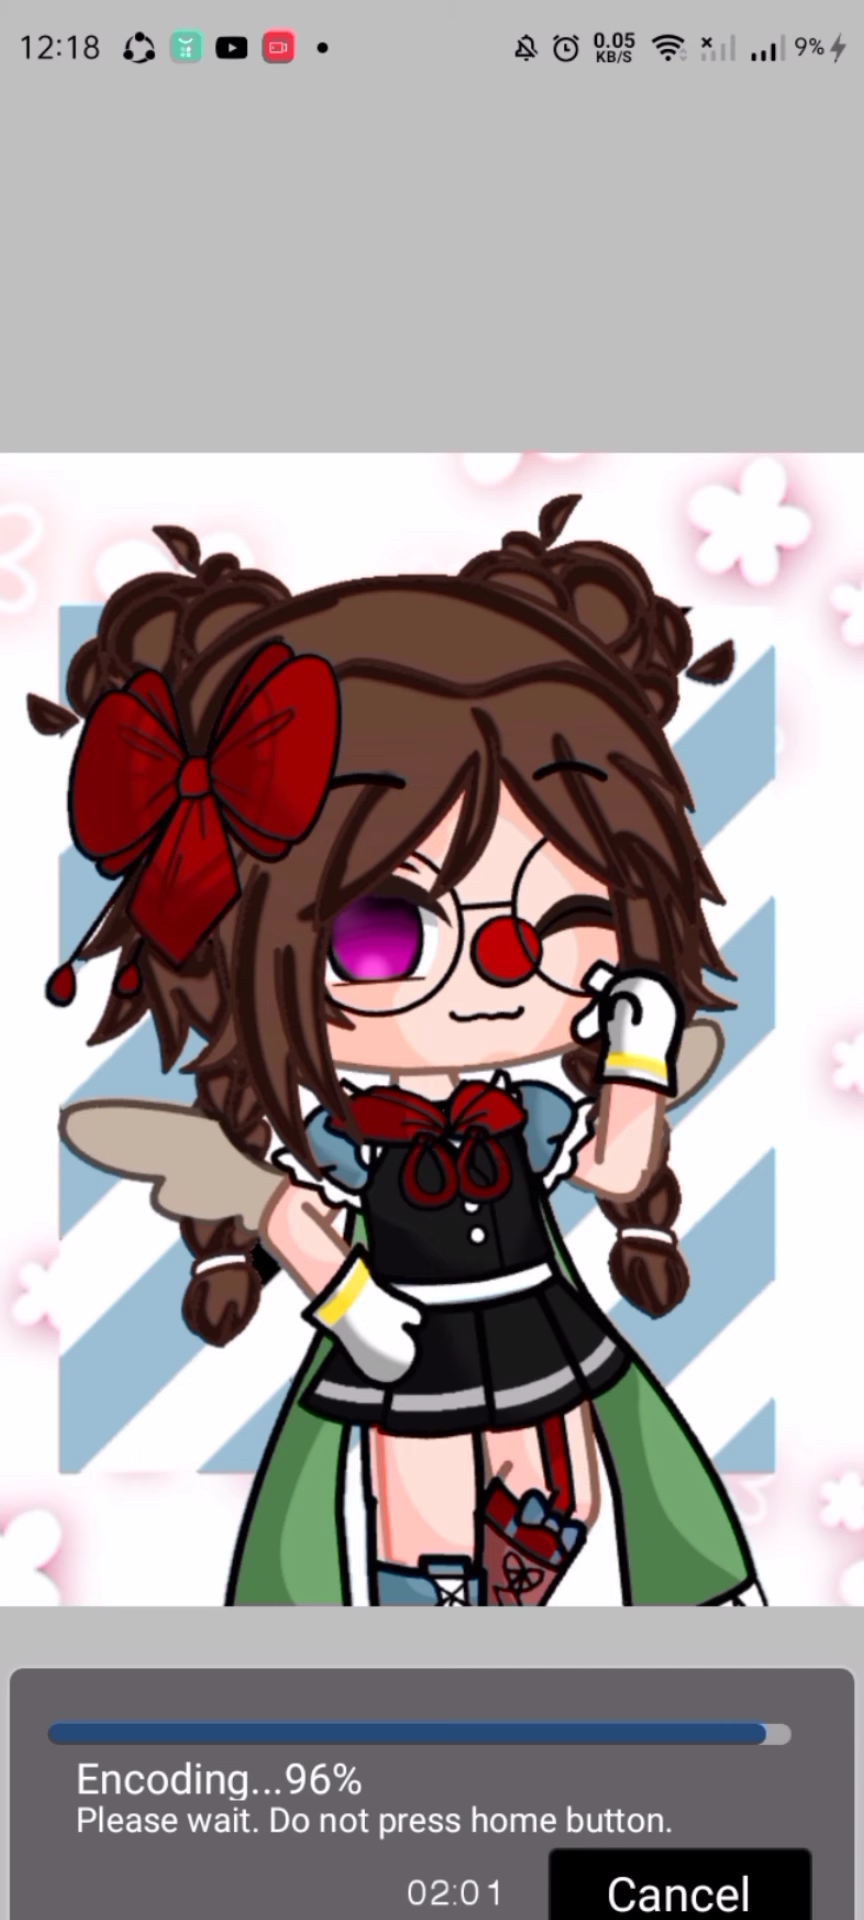 12:18
0.05
KB/S
9%
Encoding...96%
Please wait. Do not press home button.
02:01
Cancel